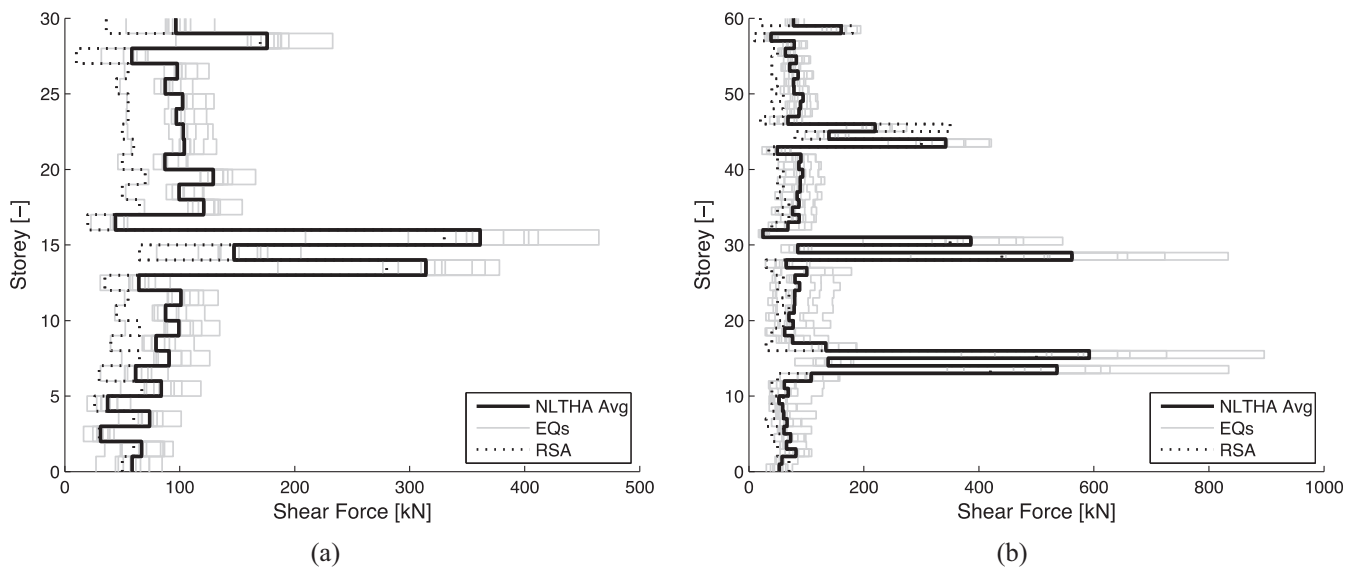 30
25
20
15
10
5
0
Storey [−]
0 100 200 300 400 500
Shear Force [kN]
NLTHA Avg
EQs
RSA
(a)
60
50
40
30
20
10
0
Storey [−]
0 200 400 600 800 1000
Shear Force [kN]
NLTHA Avg
EQs
RSA
(b)